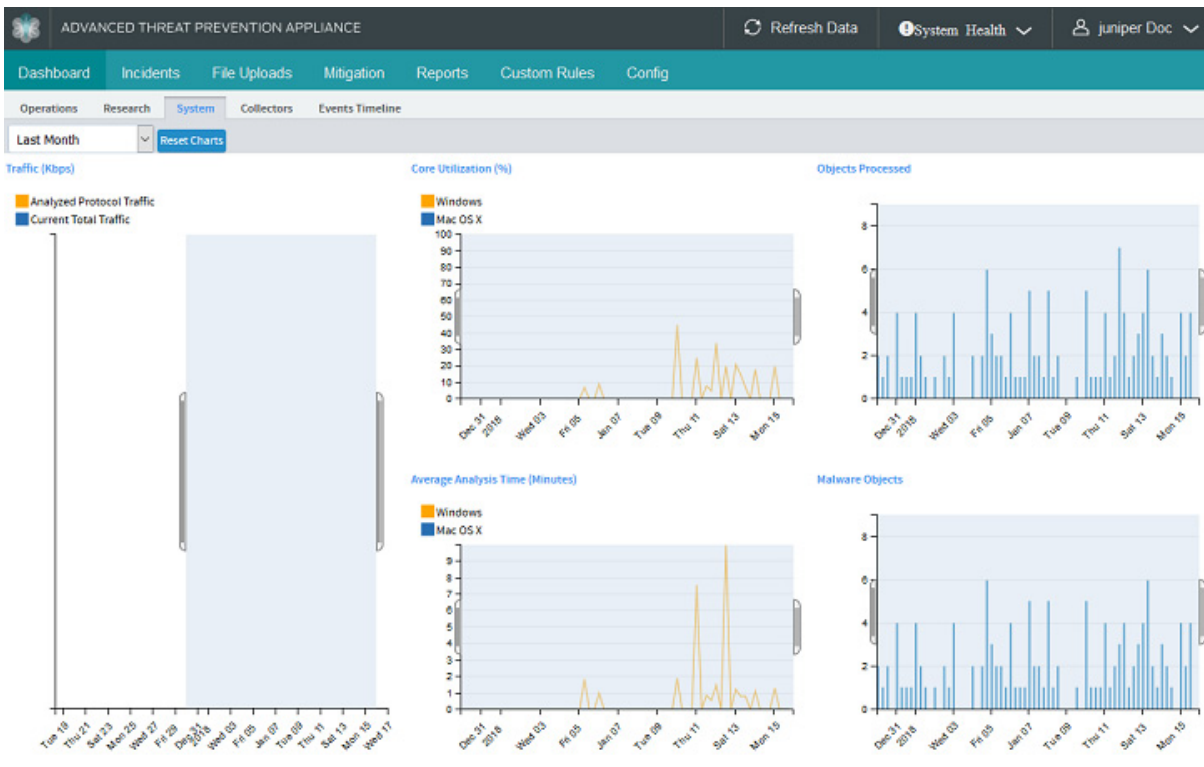 ADVANCED THREAT PREVENTION APPLIANCE
Refresh Data
System Health
juniper Doc
Dashboard Incidents File Uploads Mitigation Reports Custom Rules Config
Operations Research System Collectors Events Timeline
Last Month
Reset Charts
Traffic (Kbps)
Analyzed Protocol Traffic
Current Total Traffic
Tue 19 Thu 21 Sat 23 Mon 25 Wed 27 Fri 29 Dec 31 2018 Wed 03 Fri 05 Jan 07 Tue 09 Thu 11 Sat 13 Mon 15 Wed 17
Core Utilization (%)
Windows
Mac OS X
100
90
80
70
60
50
40
30
20
10
0
Dec 31 2018 Wed 03 Fri 05 Jan 07 Tue 09 Thu 11 Sat 13 Mon 15
Objects Processed
8
6
4
2
0
Dec 31 2018 Wed 03 Fri 05 Jan 07 Tue 09 Thu 11 Sat 13 Mon 15
Average Analysis Time (Minutes)
Windows
Mac OS X
9
8
7
6
5
4
3
2
1
0
Dec 31 2018 Wed 03 Fri 05 Jan 07 Tue 09 Thu 11 Sat 13 Mon 15
Malware Objects
8
6
4
2
0
Dec 31 2018 Wed 03 Fri 05 Jan 07 Tue 09 Thu 11 Sat 13 Mon 15